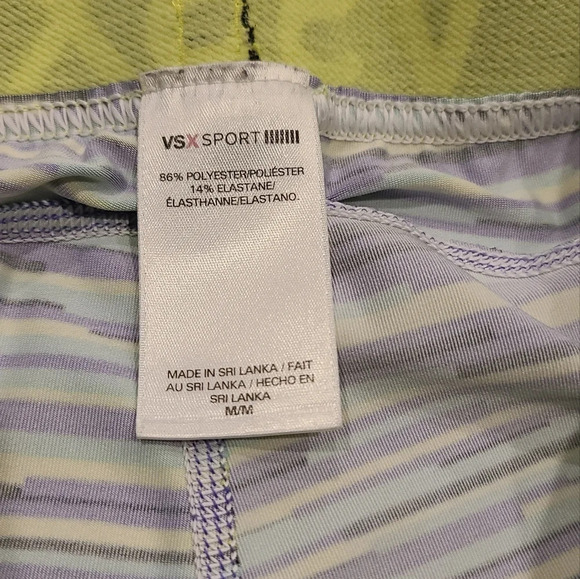 VSX SPORT
86% POLYESTER/POLIÉSTER
14% ELASTANE/
ÉLASTHANNE/ELASTANO.
MADE IN SRI LANKA / FAIT
AU SRI LANKA / HECHO EN
SRI LANKA
M/M